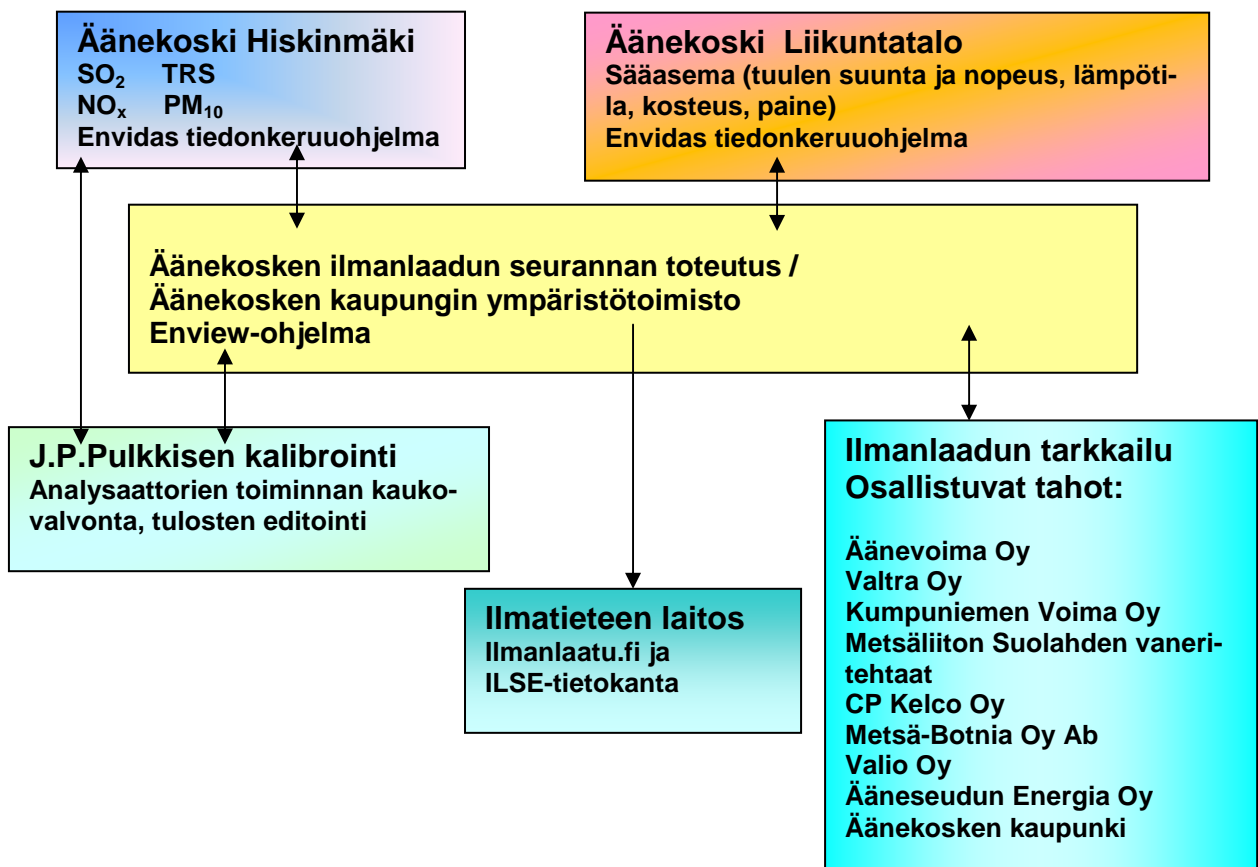 Äänekoski Hiskinmäki
SO₂ TRS
NOₓ PM₁₀
Envidas tiedonkeruuohjelma
Äänekoski Liikuntatalo
Sääasema (tuulen suunta ja nopeus, lämpöti-
la, kosteus, paine)
Envidas tiedonkeruuohjelma
Äänekosken ilmanlaadun seurannan toteutus /
Äänekosken kaupungin ympäristötoimisto
Enview-ohjelma
J.P.Pulkkisen kalibrointi
Analysaattorien toiminnan kauko-
valvonta, tulosten editointi
Ilmatieteen laitos
Ilmanlaatu.fi ja
ILSE-tietokanta
Ilmanlaadun tarkkailu
Osallistuvat tahot:
Äänevoima Oy
Valtra Oy
Kumpuniemen Voima Oy
Metsäliiton Suolahden vaneri-
tehtaat
CP Kelco Oy
Metsä-Botnia Oy Ab
Valio Oy
Ääneseudun Energia Oy
Äänekosken kaupunki